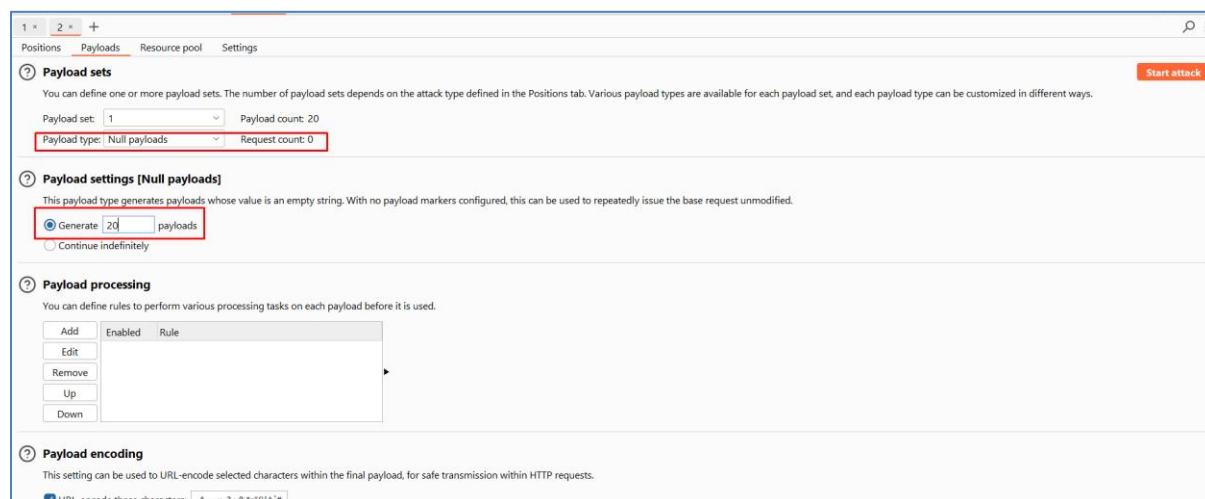 1 × 2 × +
Positions Payloads Resource pool Settings
Payload sets
Start attack
You can define one or more payload sets. The number of payload sets depends on the attack type defined in the Positions tab. Various payload types are available for each payload set, and each payload type can be customized in different ways.
Payload set: 1 Payload count: 20
Payload type: Null payloads Request count: 0
Payload settings [Null payloads]
This payload type generates payloads whose value is an empty string. With no payload markers configured, this can be used to repeatedly issue the base request unmodified.
Generate 20 payloads
Continue indefinitely
Payload processing
You can define rules to perform various processing tasks on each payload before it is used.
Add Enabled Rule
Edit
Remove
Up
Down
Payload encoding
This setting can be used to URL-encode selected characters within the final payload, for safe transmission within HTTP requests.
URL-encode these characters: